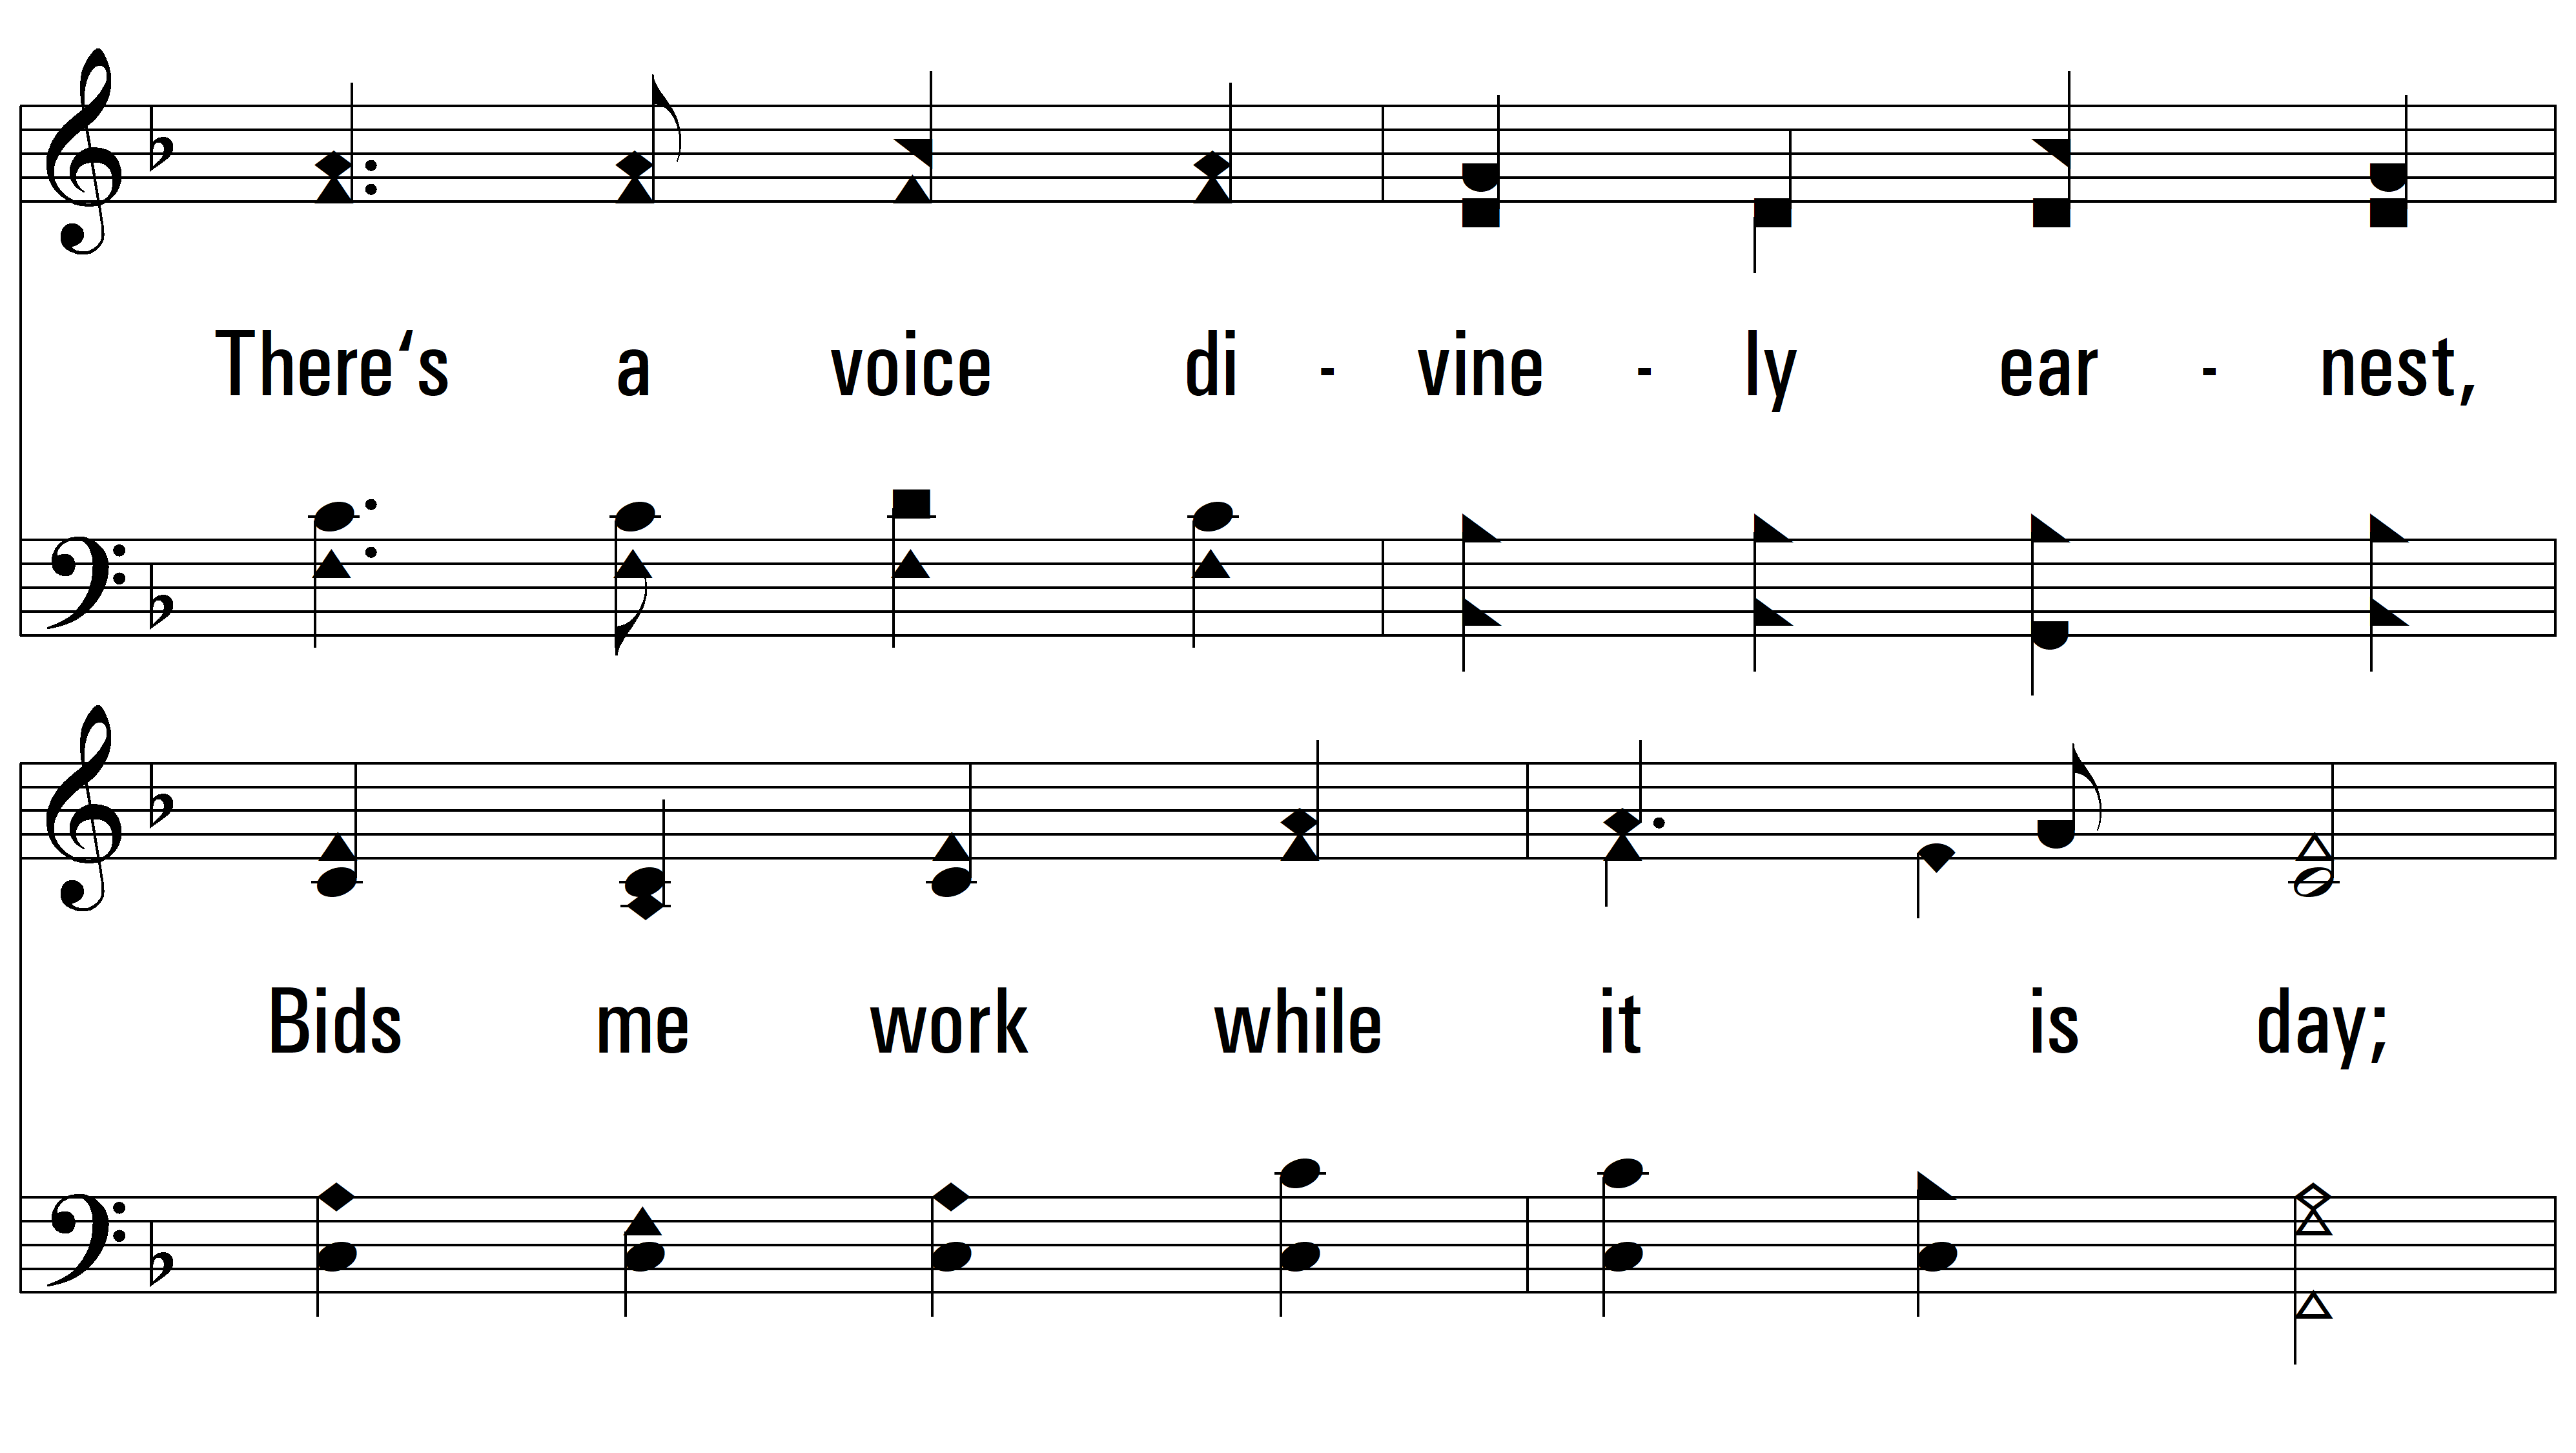 There‘s a voice di - vine - ly ear - nest,
Bids me work while it is day;